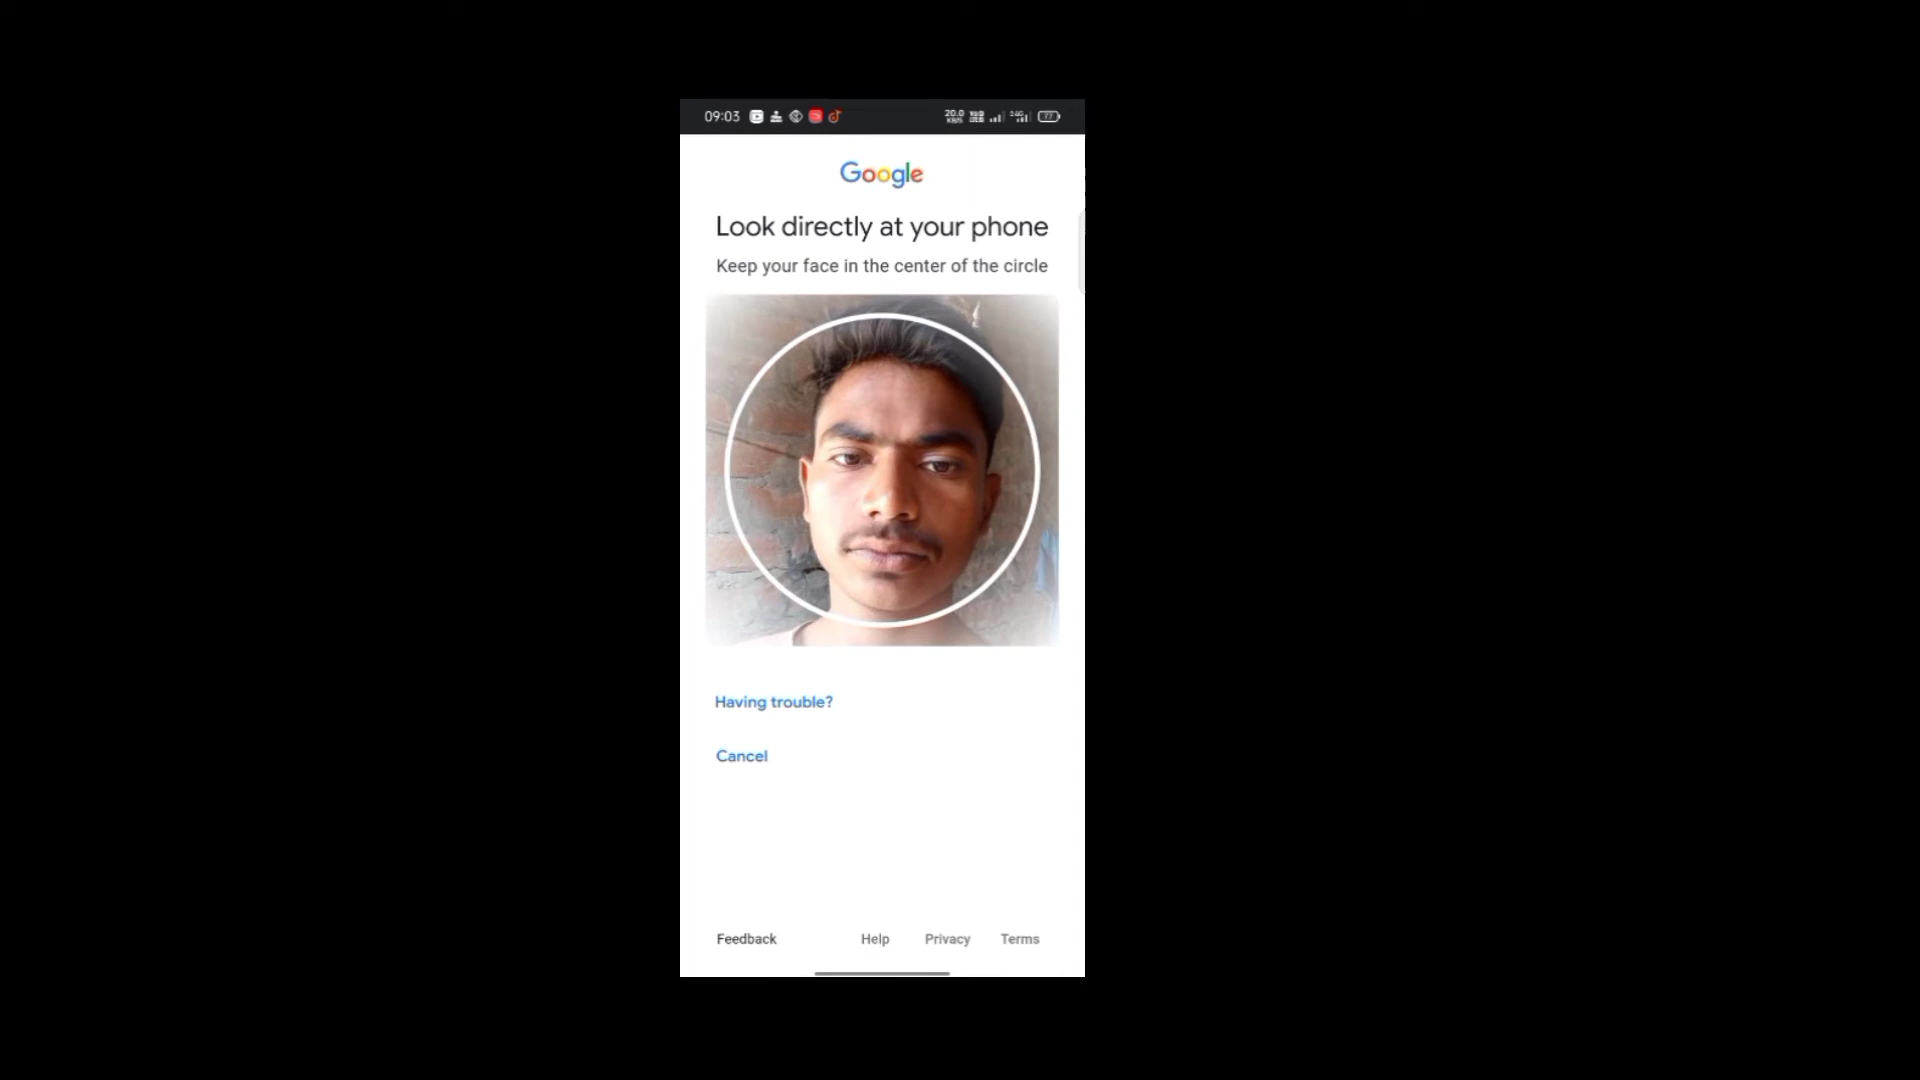 09:03
Google
Look directly at your phone
Keep your face in the center of the circle
Having trouble?
Cancel
Feedback Help Privacy Terms